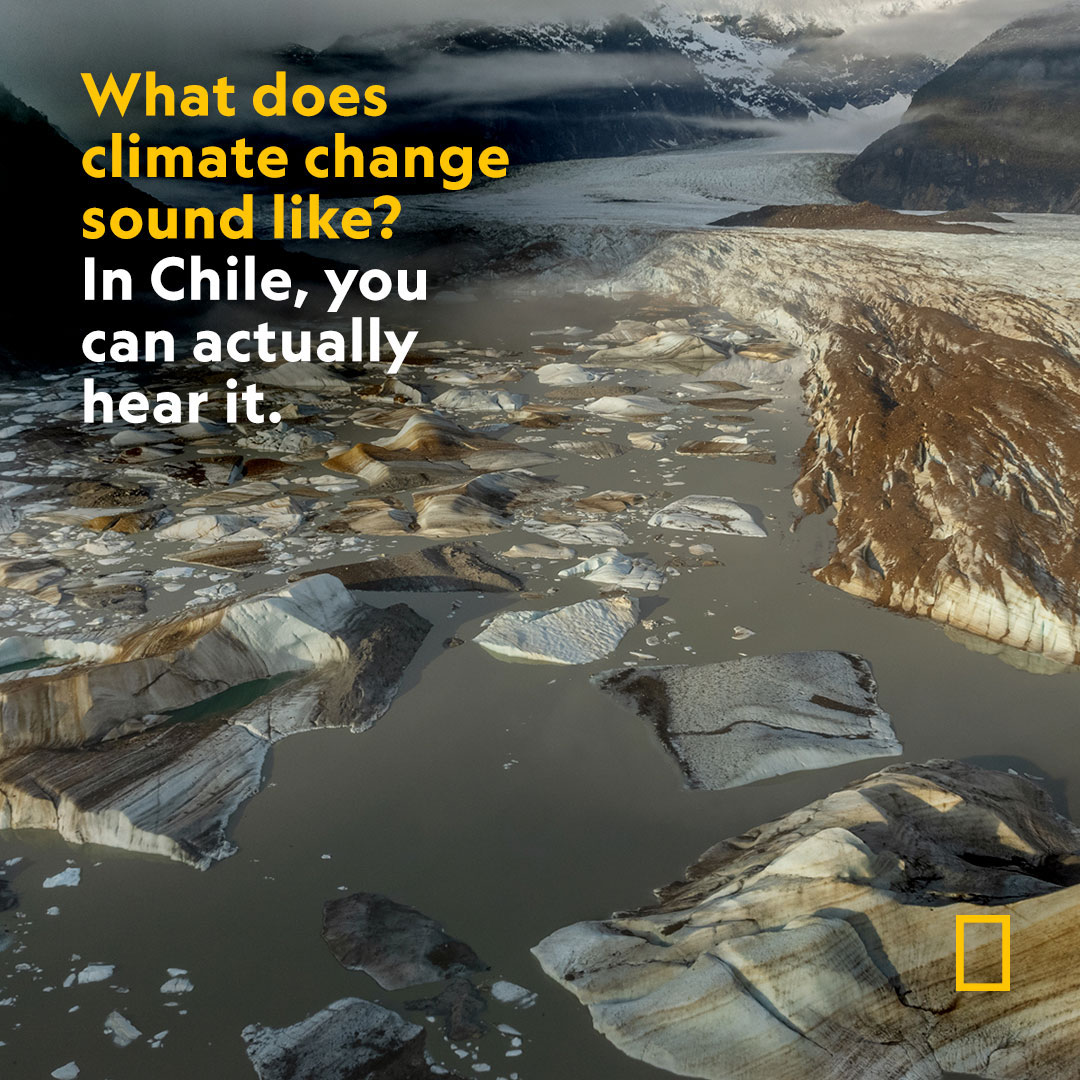 What does
climate change
sound like?
In Chile, you
can actually
hear it.